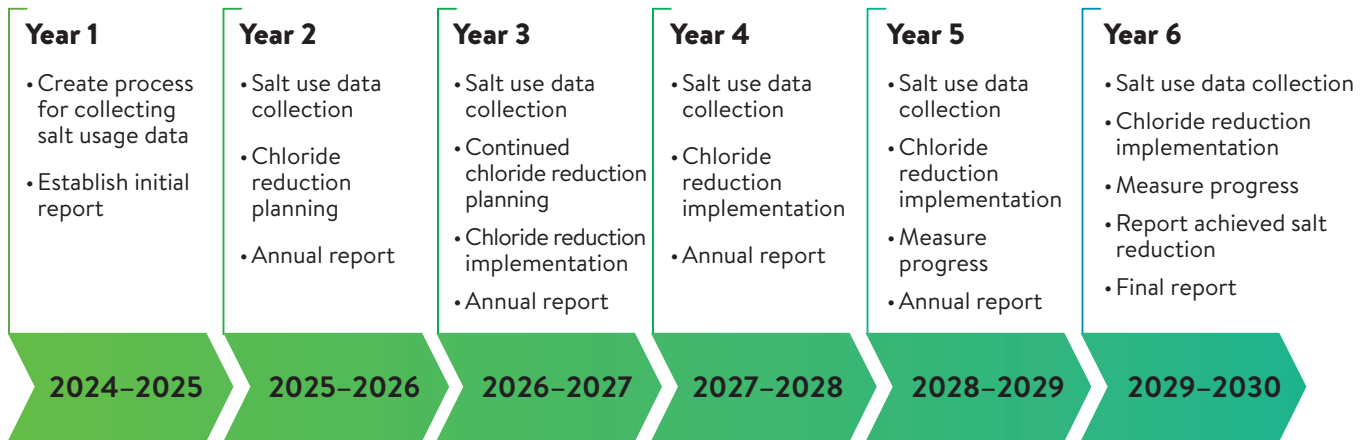 Year 1
• Create process
for collecting
salt usage data
• Establish initial
report
Year 2
• Salt use data
collection
• Chloride
reduction
planning
• Annual report
Year 3
• Salt use data
collection
• Continued
chloride reduction
planning
• Chloride reduction
implementation
• Annual report
Year 4
• Salt use data
collection
• Chloride
reduction
implementation
• Annual report
Year 5
• Salt use data
collection
• Chloride
reduction
implementation
• Measure
progress
• Annual report
Year 6
• Salt use data collection
• Chloride reduction
implementation
• Measure progress
• Report achieved salt
reduction
• Final report
2024–2025
2025–2026
2026–2027
2027–2028
2028–2029
2029–2030